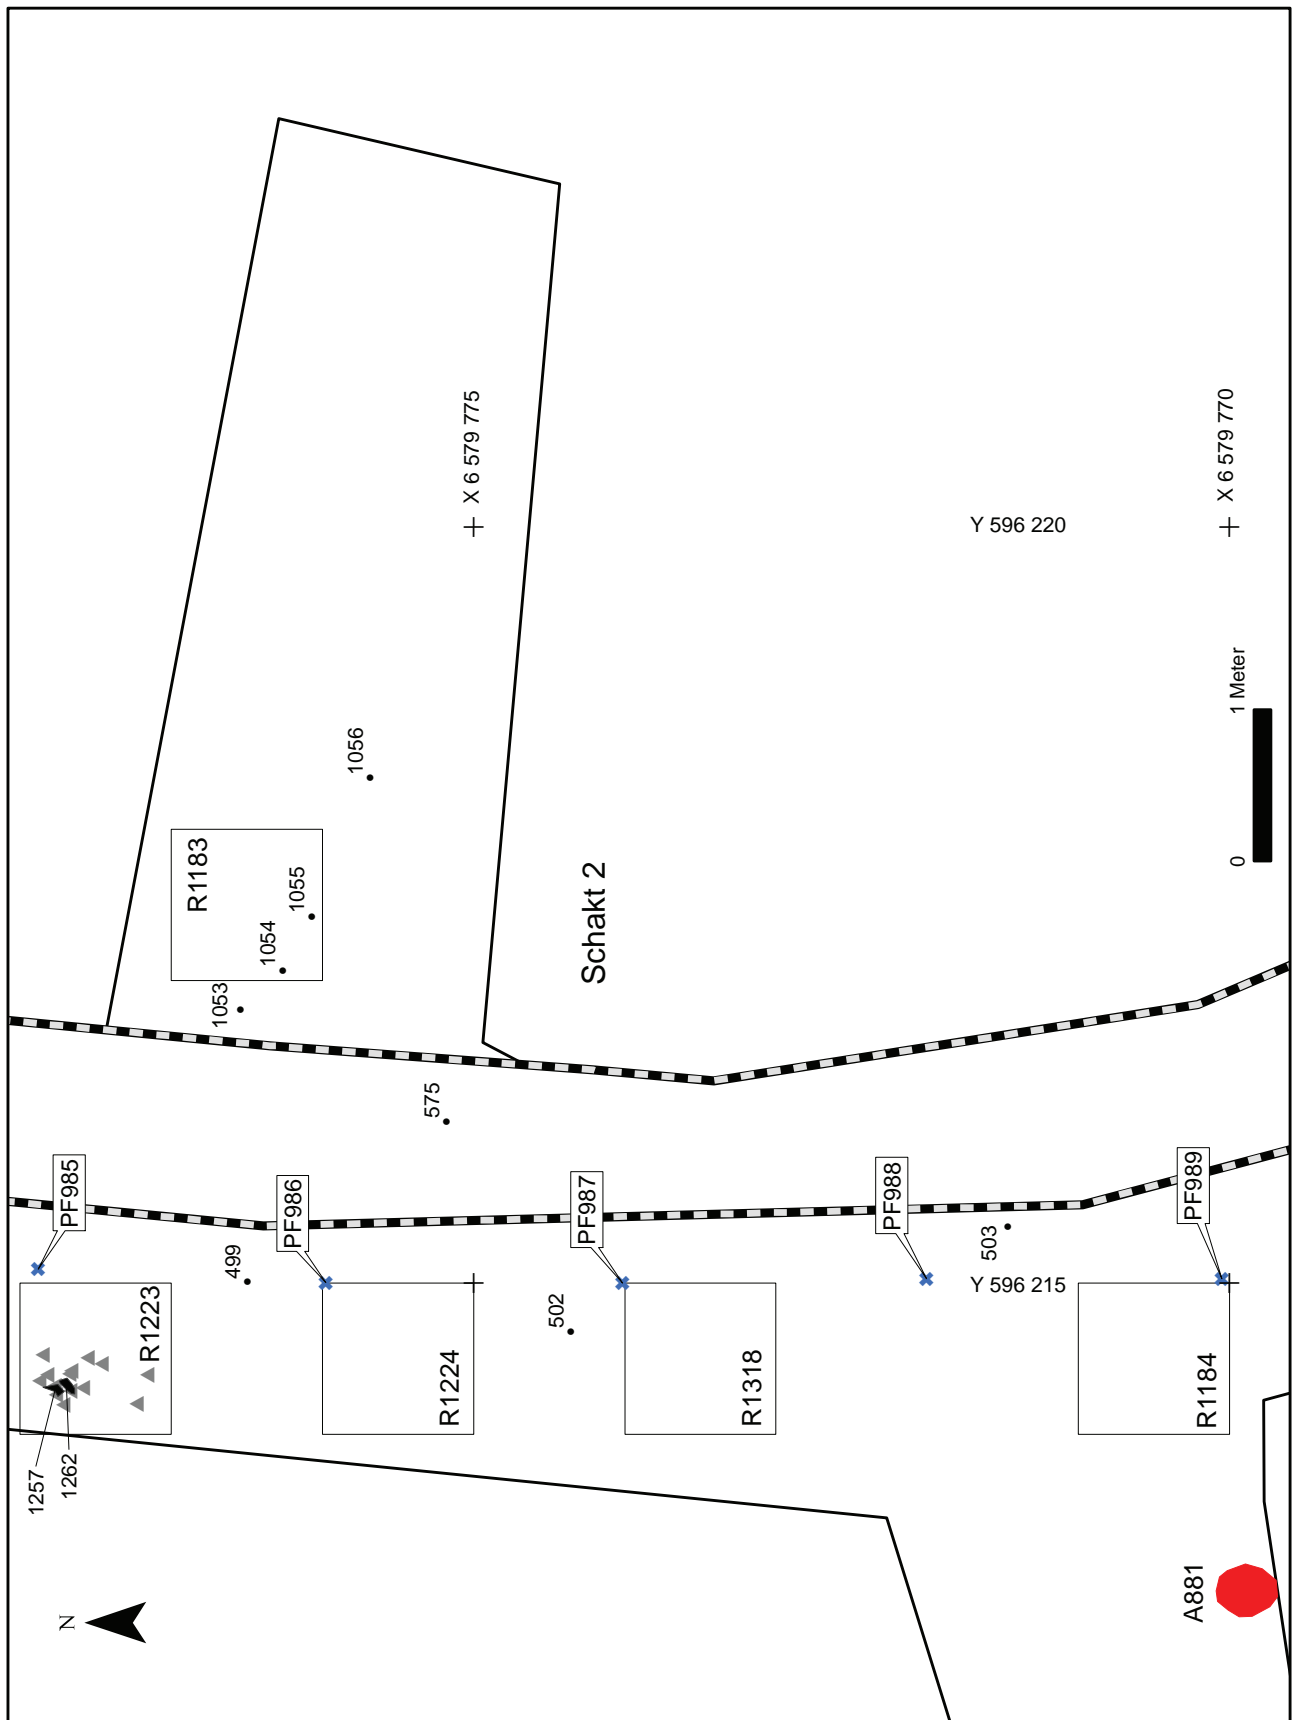 N
1257
1262
R1223
PF985
499
PF986
R1224
502
PF987
R1318
575
1053
1054
1055
R1183
1056
X 6 579 775
Schakt 2
Y 596 220
X 6 579 770
0
1 Meter
PF988
503
Y 596 215
PF989
R1184
A881